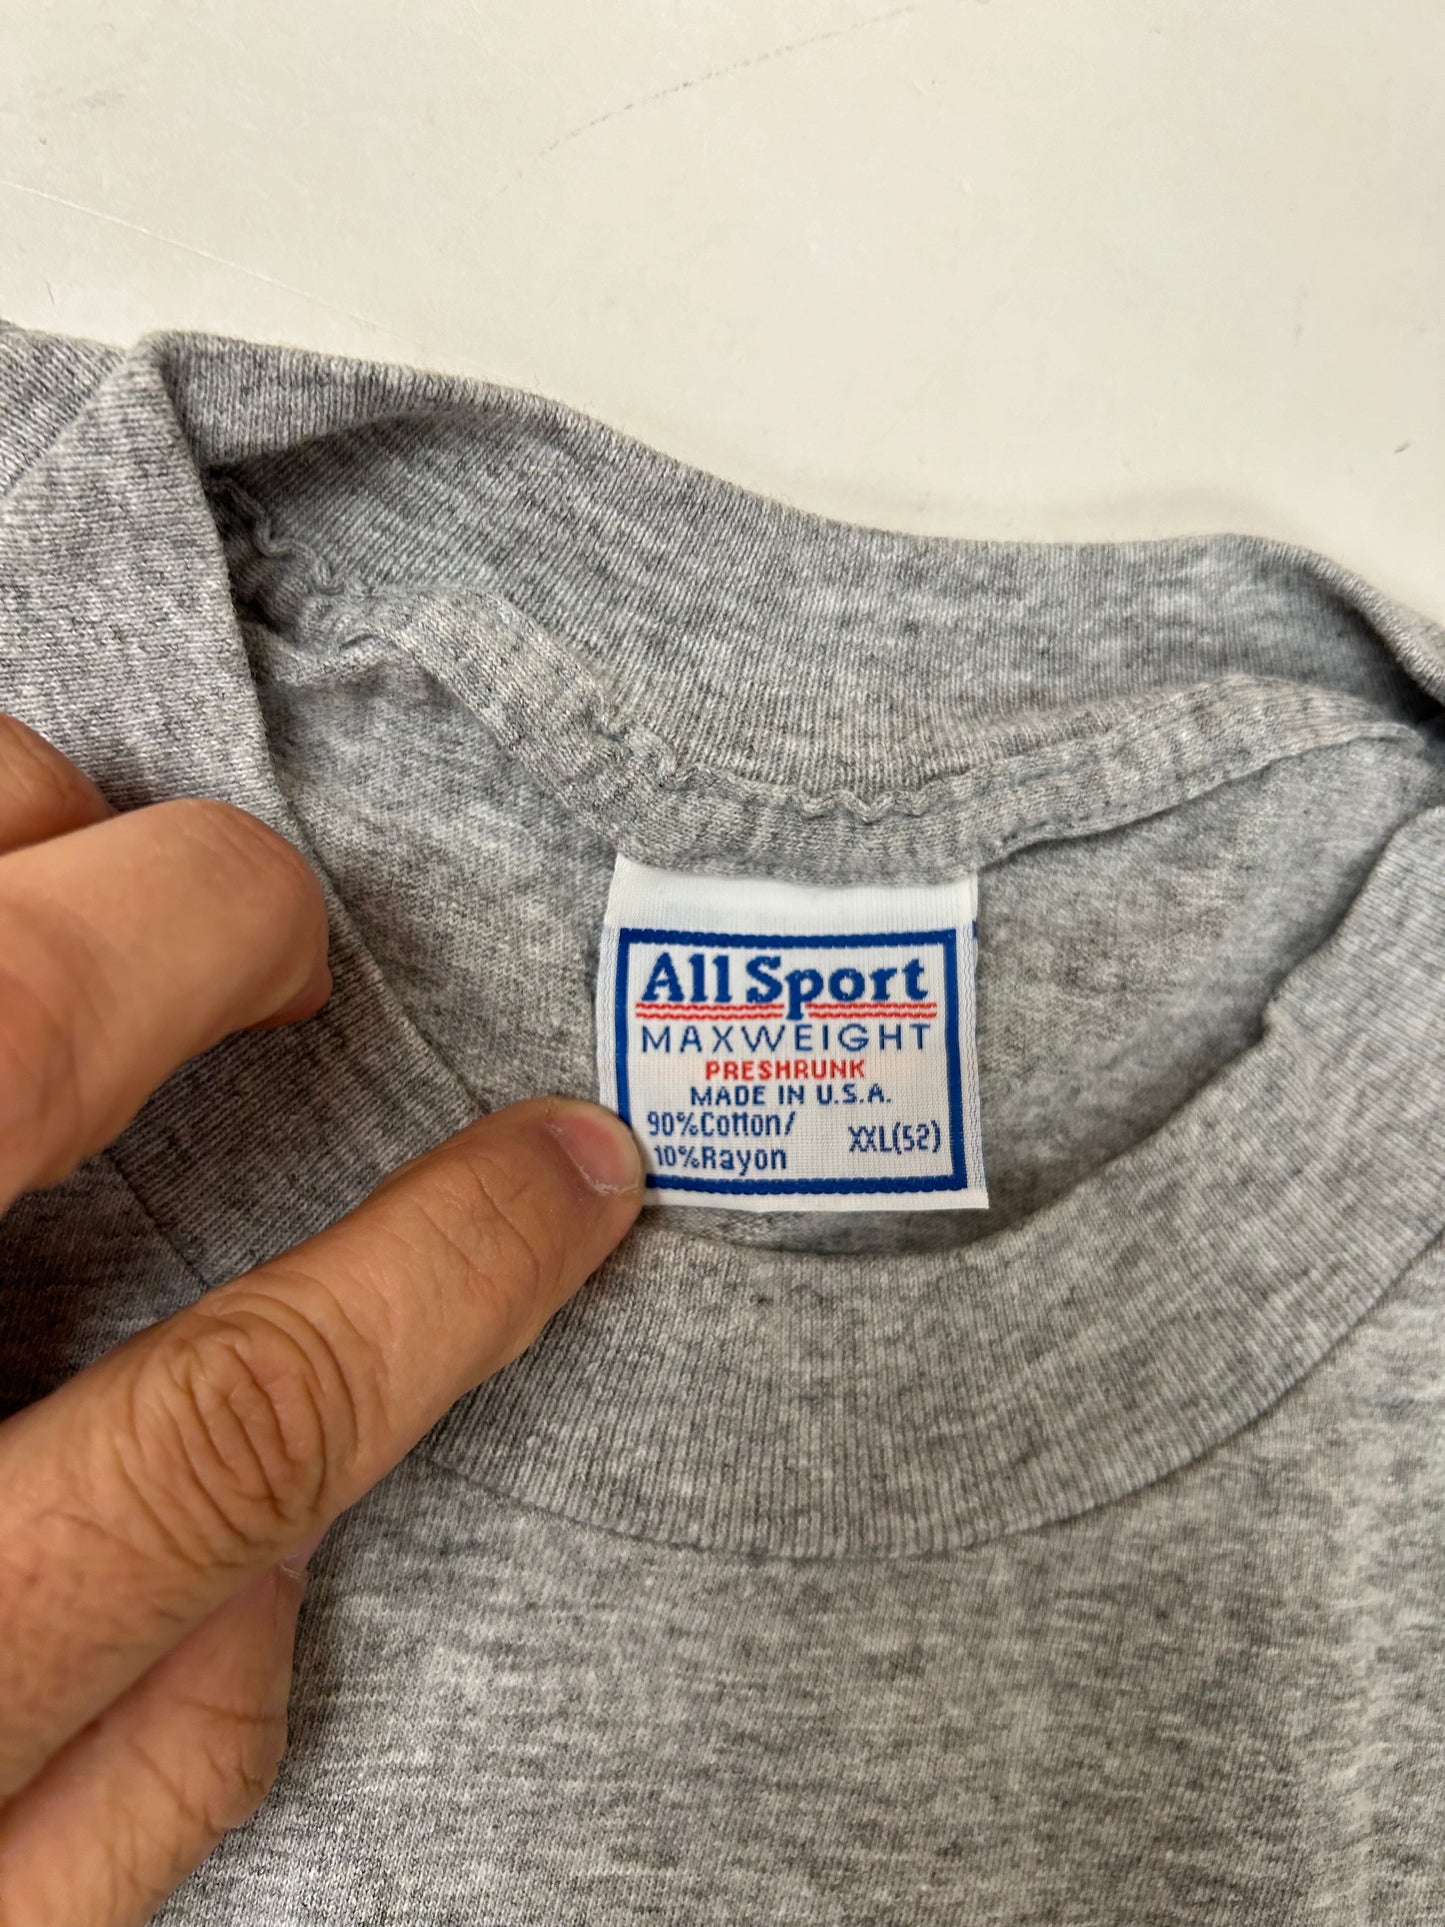 All Sport
MAXWEIGHT
PRESHRUNK
MADE IN U.S.A.
90%Cotton/
10%Rayon
XXL(52)